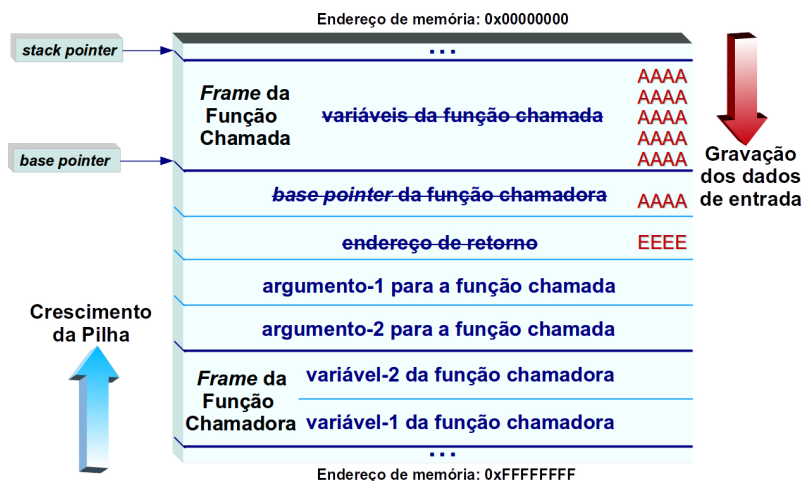 Endereço de memória: 0x00000000
stack pointer
...
Frame da
Função
Chamada
variáveis da função chamada
AAAA
AAAA
AAAA
AAAA
AAAA
Gravação
dos dados
de entrada
base pointer
base pointer da função chamadora
AAAA
endereço de retorno
EEEE
argumento-1 para a função chamada
argumento-2 para a função chamada
Crescimento
da Pilha
Frame da
Função
Chamadora
variável-2 da função chamadora
variável-1 da função chamadora
...
Endereço de memória: 0xFFFFFFFF